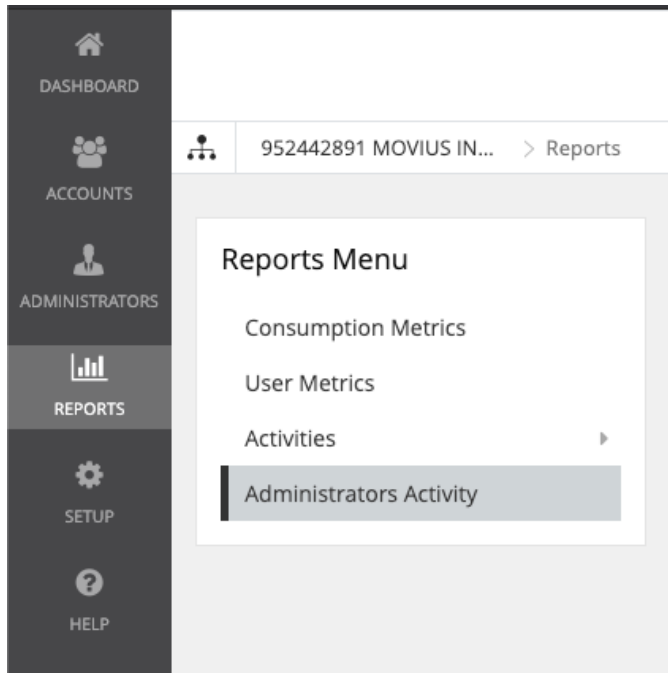 DASHBOARD
ACCOUNTS
ADMINISTRATORS
REPORTS
SETUP
HELP
952442891 MOVIUS IN... > Reports
Reports Menu
Consumption Metrics
User Metrics
Activities
Administrators Activity